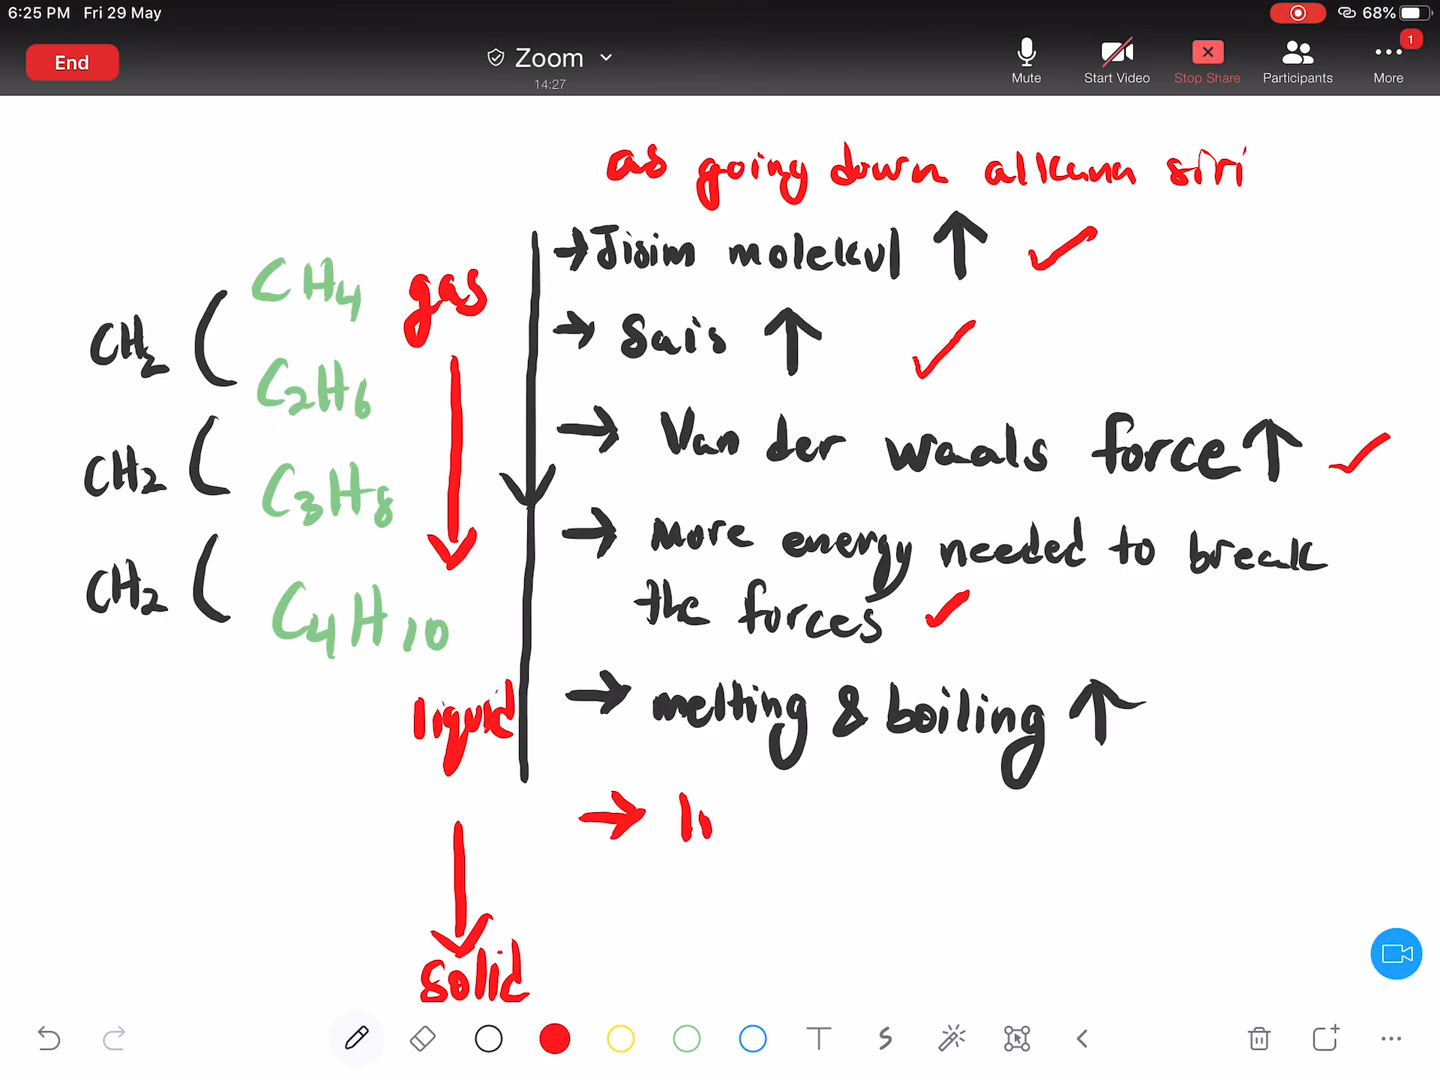 6:25 PM Fri 29 May
68%
End
Zoom
14:27
Mute
Start Video
Stop Share
Participants
More
1
as going down alkana siri
→ Jisim molekul ↑ ✓
→ Sais ↑ ✓
→ Van der waals force ↑ ✓
→ more energy needed to break
the forces ✓
→ melting & boiling ↑
→
CH4
gas
CH2
C2H6
CH2
C3H8
CH2
C4H10
liquid
solid
T